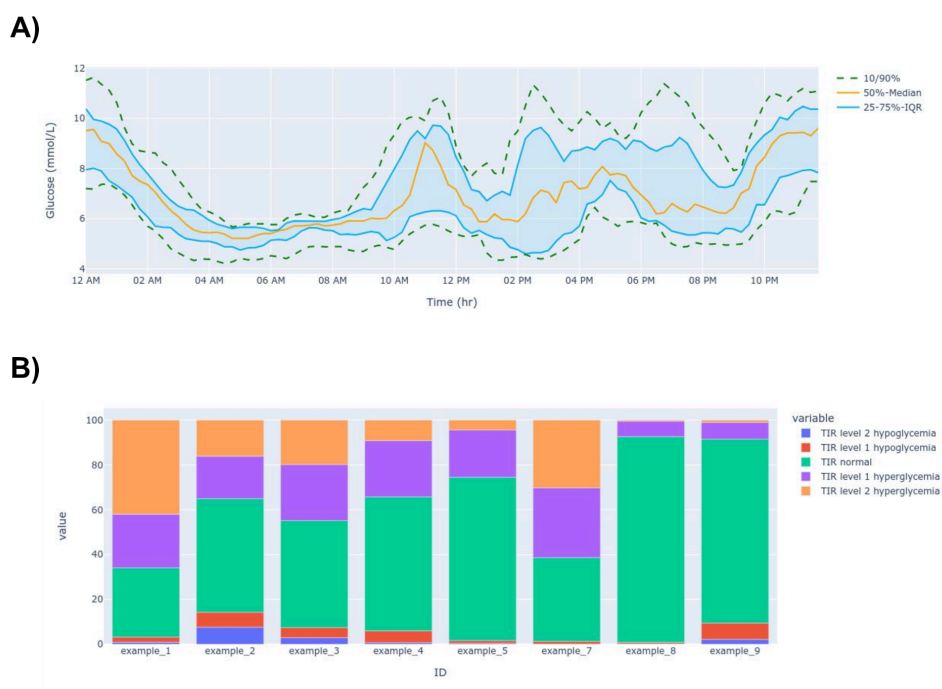 A)
12
10
8
6
4
Glucose (mmol/L)
12 AM 02 AM 04 AM 06 AM 08 AM 10 AM 12 PM 02 PM 04 PM 06 PM 08 PM 10 PM
Time (hr)
10/90%
50%-Median
25-75%-IQR
B)
100
80
60
40
20
0
value
example_1 example_2 example_3 example_4 example_5 example_7 example_8 example_9
ID
variable
TIR level 2 hypoglycemia
TIR level 1 hypoglycemia
TIR normal
TIR level 1 hyperglycemia
TIR level 2 hyperglycemia